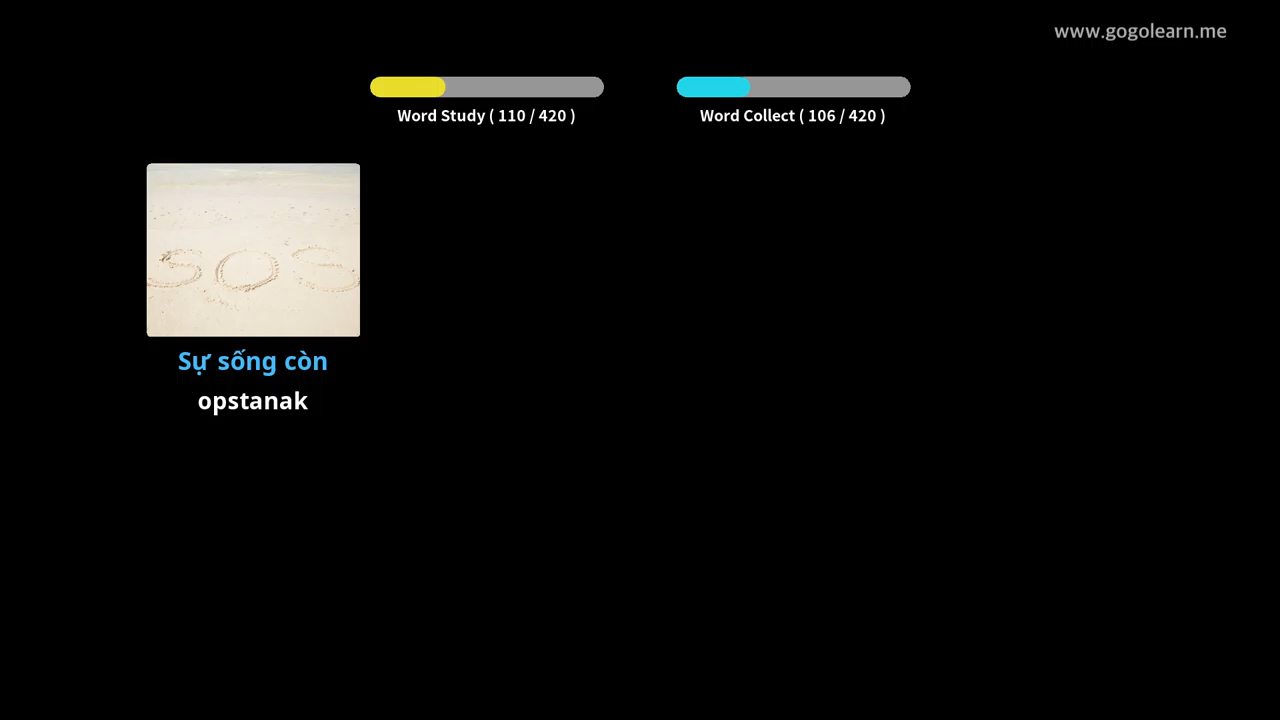 www.gogolearn.me
Word Study ( 110 / 420 )
Word Collect ( 106 / 420 )
SOS
Sự sống còn
opstanak